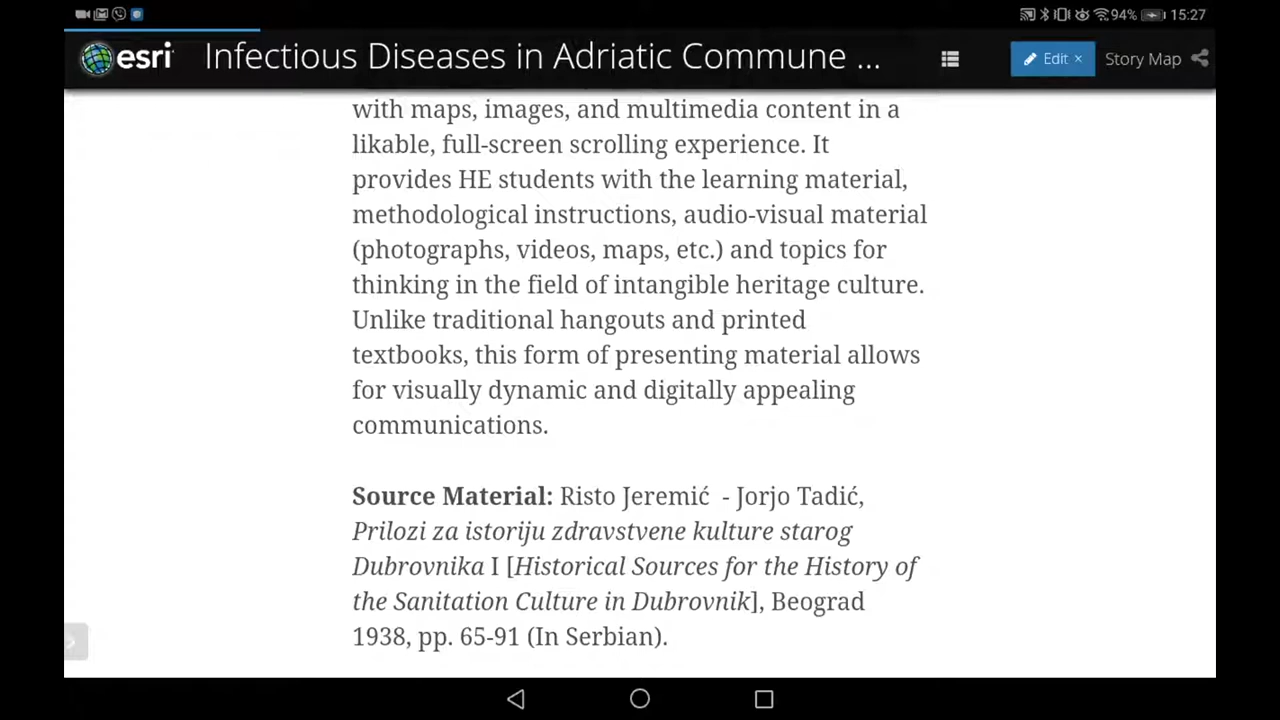 94% 15:27
esri Infectious Diseases in Adriatic Commune ... Edit × Story Map
with maps, images, and multimedia content in a
likable, full-screen scrolling experience. It
provides HE students with the learning material,
methodological instructions, audio-visual material
(photographs, videos, maps, etc.) and topics for
thinking in the field of intangible heritage culture.
Unlike traditional hangouts and printed
textbooks, this form of presenting material allows
for visually dynamic and digitally appealing
communications.
Source Material: Risto Jeremić - Jorjo Tadić,
Prilozi za istoriju zdravstvene kulture starog
Dubrovnika I [Historical Sources for the History of
the Sanitation Culture in Dubrovnik], Beograd
1938, pp. 65-91 (In Serbian).